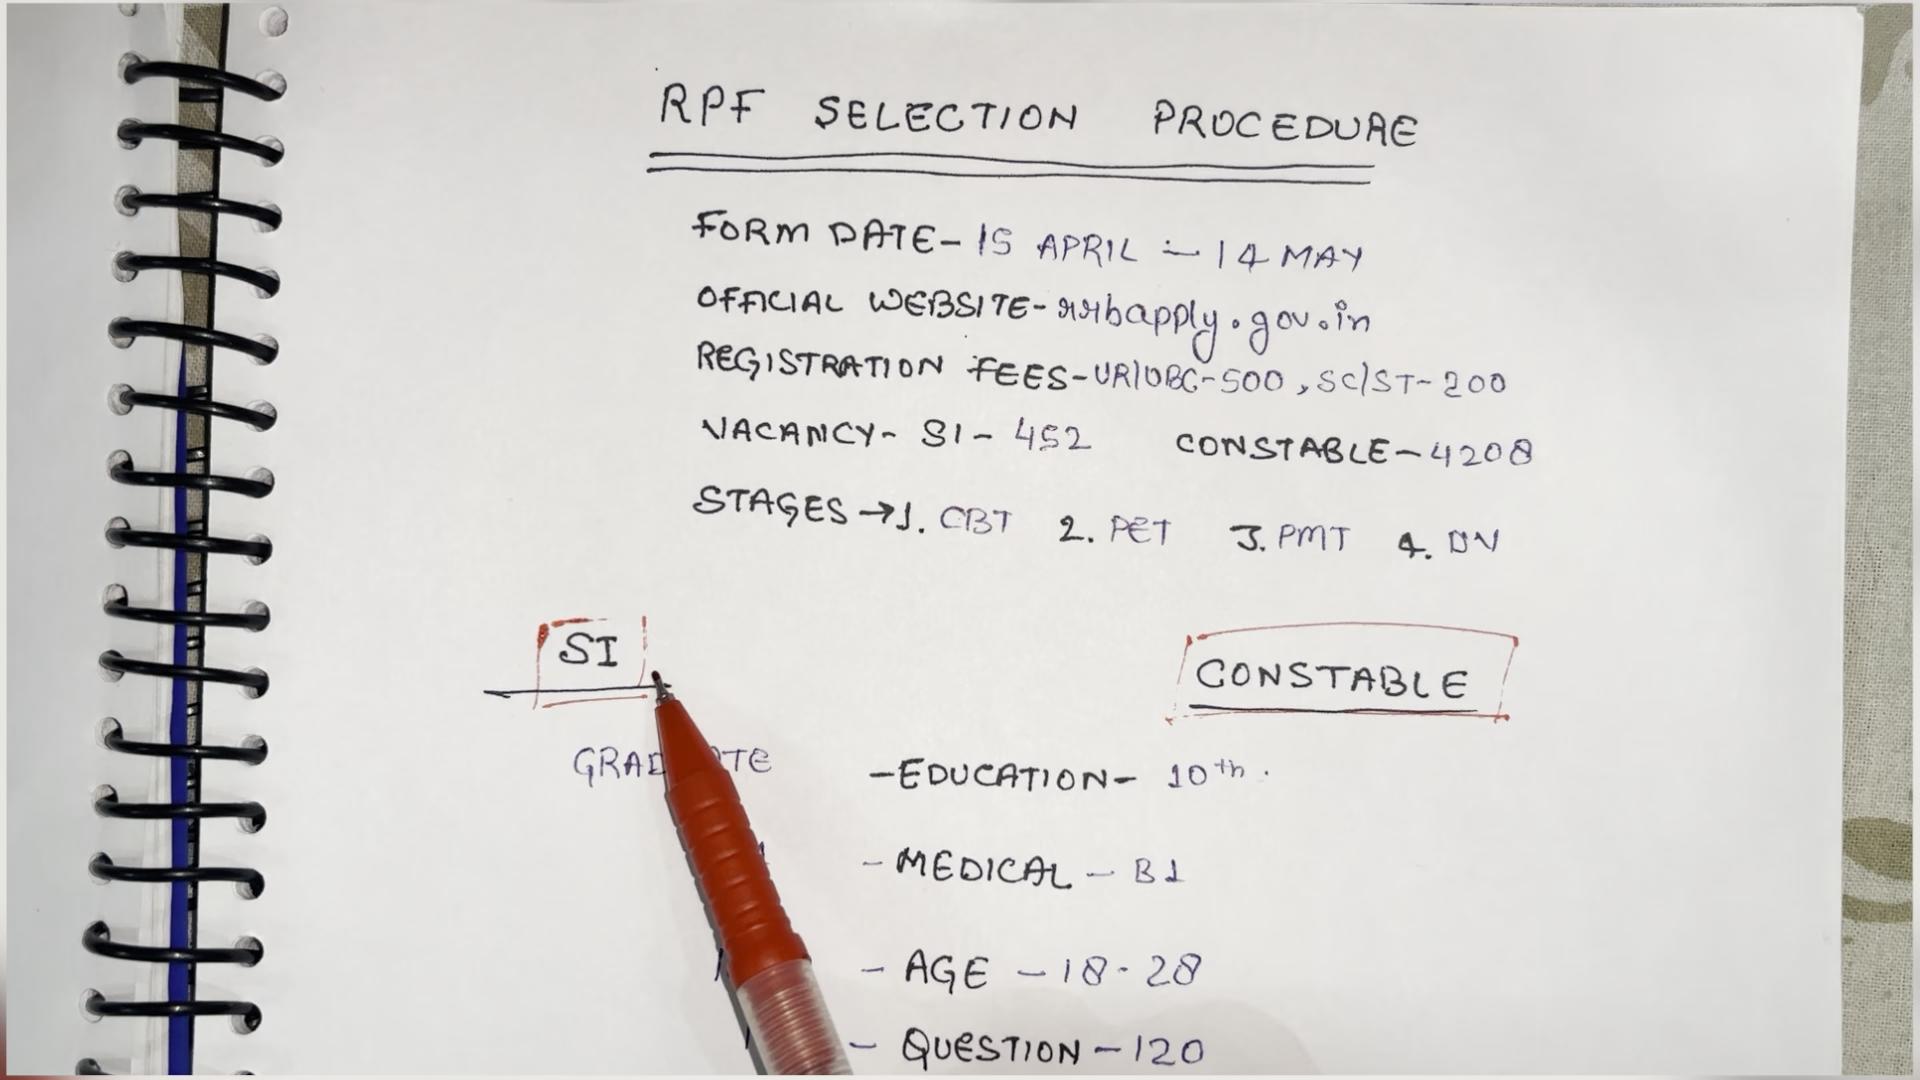 RPF SELECTION PROCEDURE
FORM DATE- 15 APRIL - 14 MAY
OFFICIAL WEBSITE- rrbapply.gov.in
REGISTRATION FEES-UR/OBC-500, SC/ST-200
VACANCY- SI- 452 CONSTABLE-4208
STAGES → 1. CBT 2. PET 3. PMT 4. DV
SI CONSTABLE
-EDUCATION- 10th.
- MEDICAL - B1
- AGE - 18-28
- QUESTION - 120